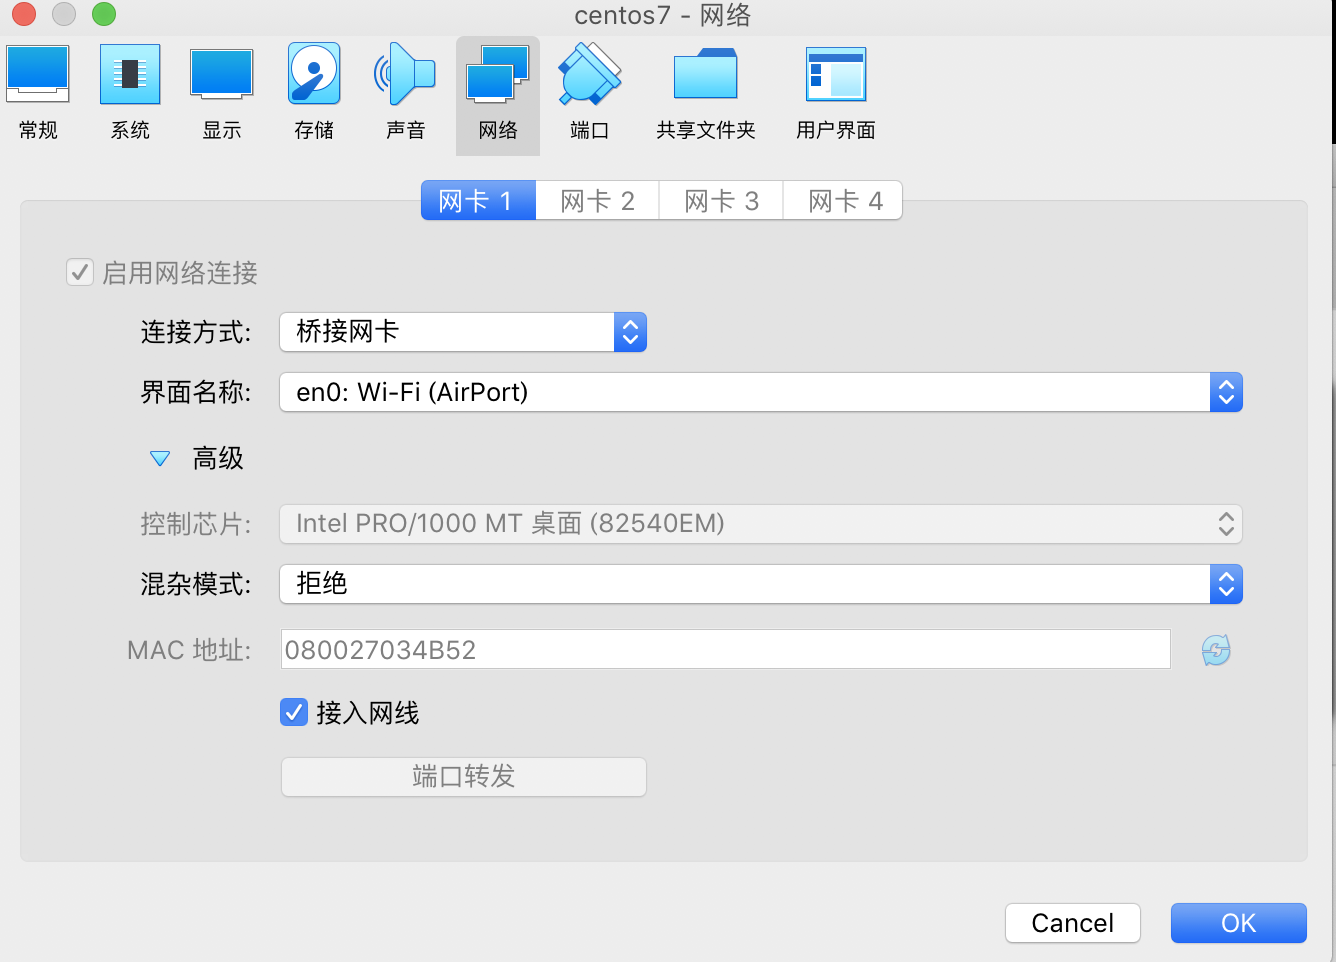 centos7 - 网络
常规 系统 显示 存储 声音 网络 端口 共享文件夹 用户界面
网卡 1 网卡 2 网卡 3 网卡 4
启用网络连接
连接方式: 桥接网卡
界面名称: en0: Wi-Fi (AirPort)
高级
控制芯片: Intel PRO/1000 MT 桌面 (82540EM)
混杂模式: 拒绝
MAC 地址: 080027034B52
接入网线
端口转发
Cancel OK